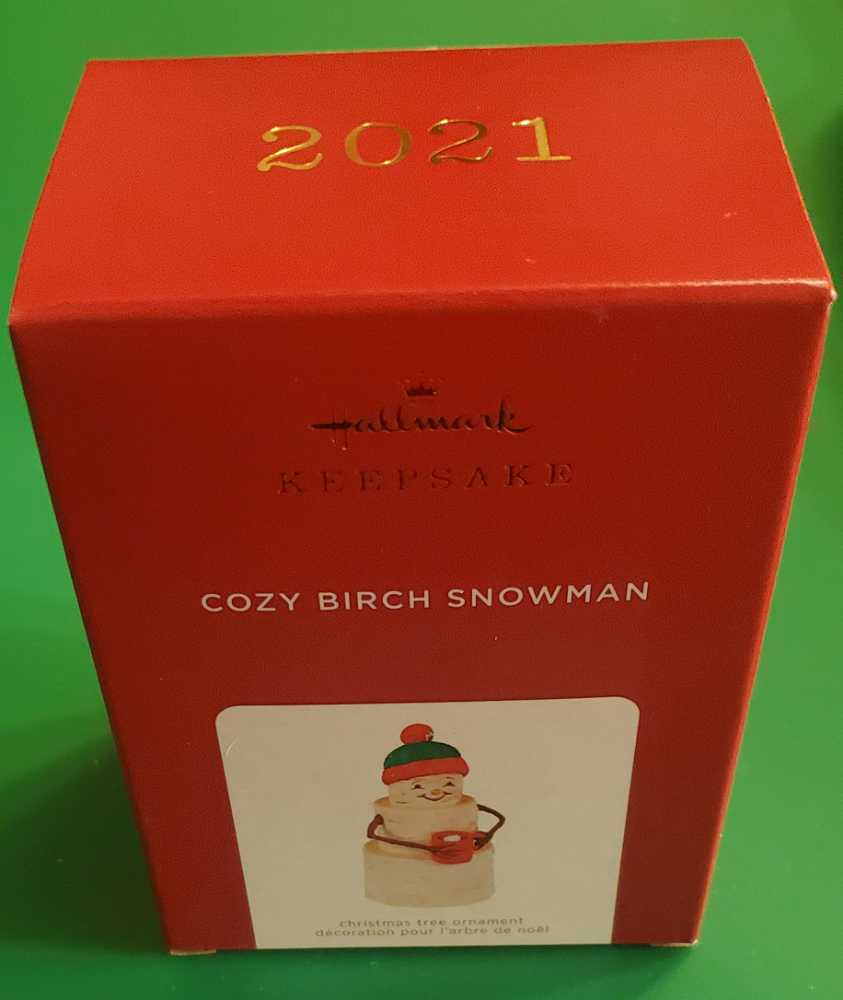 2021
Hallmark
KEEPSAKE
COZY BIRCH SNOWMAN
christmas tree ornament
décoration pour l'arbre de noël